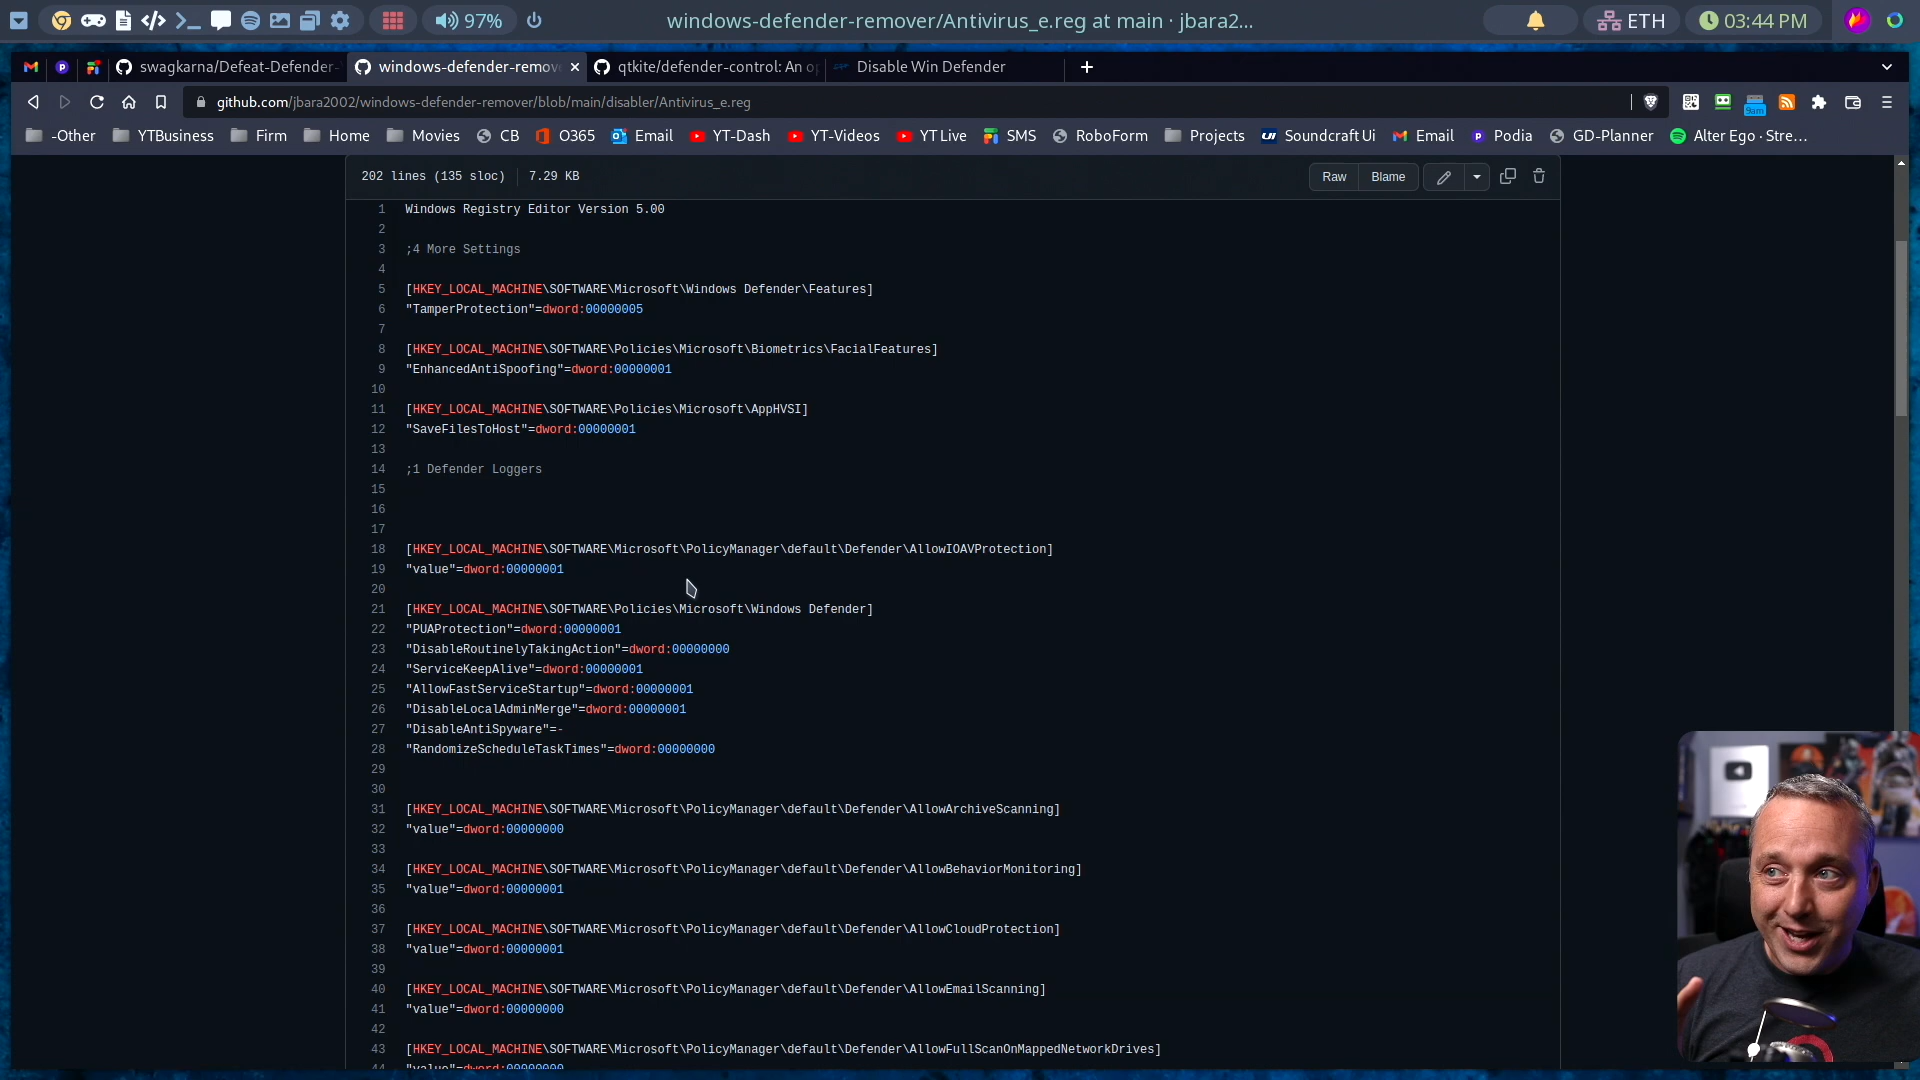 97%
windows-defender-remover/Antivirus_e.reg at main · jbara2...
ETH
03:44 PM
swagkarna/Defeat-Defender-
windows-defender-remov
qtkite/defender-control: An op
Disable Win Defender
github.com/jbara2002/windows-defender-remover/blob/main/disabler/Antivirus_e.reg
9am
-Other
YTBusiness
Firm
Home
Movies
CB
O365
Email
YT-Dash
YT-Videos
YT Live
SMS
RoboForm
Projects
Soundcraft Ui
Email
Podia
GD-Planner
Alter Ego · Stre...
202 lines (135 sloc) 7.29 KB
Raw
Blame
1 Windows Registry Editor Version 5.00
2
3 ;4 More Settings
4
5 [HKEY_LOCAL_MACHINE\SOFTWARE\Microsoft\Windows Defender\Features]
6 "TamperProtection"=dword:00000005
7
8 [HKEY_LOCAL_MACHINE\SOFTWARE\Policies\Microsoft\Biometrics\FacialFeatures]
9 "EnhancedAntiSpoofing"=dword:00000001
10
11 [HKEY_LOCAL_MACHINE\SOFTWARE\Policies\Microsoft\AppHVSI]
12 "SaveFilesToHost"=dword:00000001
13
14 ;1 Defender Loggers
15
16
17
18 [HKEY_LOCAL_MACHINE\SOFTWARE\Microsoft\PolicyManager\default\Defender\AllowIOAVProtection]
19 "value"=dword:00000001
20
21 [HKEY_LOCAL_MACHINE\SOFTWARE\Policies\Microsoft\Windows Defender]
22 "PUAProtection"=dword:00000001
23 "DisableRoutinelyTakingAction"=dword:00000000
24 "ServiceKeepAlive"=dword:00000001
25 "AllowFastServiceStartup"=dword:00000001
26 "DisableLocalAdminMerge"=dword:00000001
27 "DisableAntiSpyware"=-
28 "RandomizeScheduleTaskTimes"=dword:00000000
29
30
31 [HKEY_LOCAL_MACHINE\SOFTWARE\Microsoft\PolicyManager\default\Defender\AllowArchiveScanning]
32 "value"=dword:00000000
33
34 [HKEY_LOCAL_MACHINE\SOFTWARE\Microsoft\PolicyManager\default\Defender\AllowBehaviorMonitoring]
35 "value"=dword:00000001
36
37 [HKEY_LOCAL_MACHINE\SOFTWARE\Microsoft\PolicyManager\default\Defender\AllowCloudProtection]
38 "value"=dword:00000001
39
40 [HKEY_LOCAL_MACHINE\SOFTWARE\Microsoft\PolicyManager\default\Defender\AllowEmailScanning]
41 "value"=dword:00000000
42
43 [HKEY_LOCAL_MACHINE\SOFTWARE\Microsoft\PolicyManager\default\Defender\AllowFullScanOnMappedNetworkDrives]
44 "value"=dword:00000000